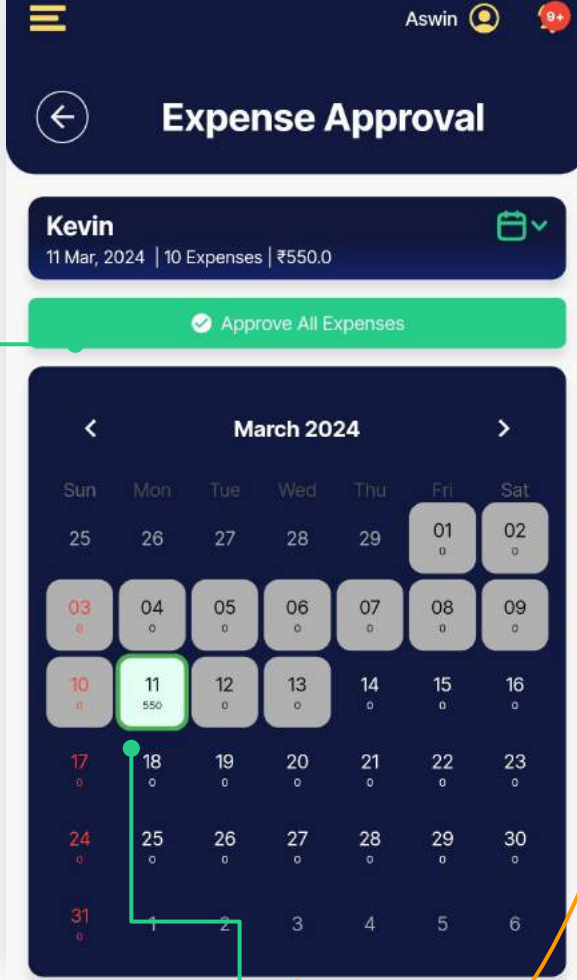 Aswin 9+
Expense Approval
Kevin
11 Mar, 2024 | 10 Expenses | ₹550.0
Approve All Expenses
March 2024
Sun Mon Tue Wed Thu Fri Sat
25 26 27 28 29 01 02
0 0
03 04 05 06 07 08 09
0 0 0 0 0 0 0
10 11 12 13 14 15 16
0 550 0 0 0 0 0
17 18 19 20 21 22 23
0 0 0 0 0 0 0
24 25 26 27 28 29 30
0 0 0 0 0 0 0
31 1 2 3 4 5 6
0